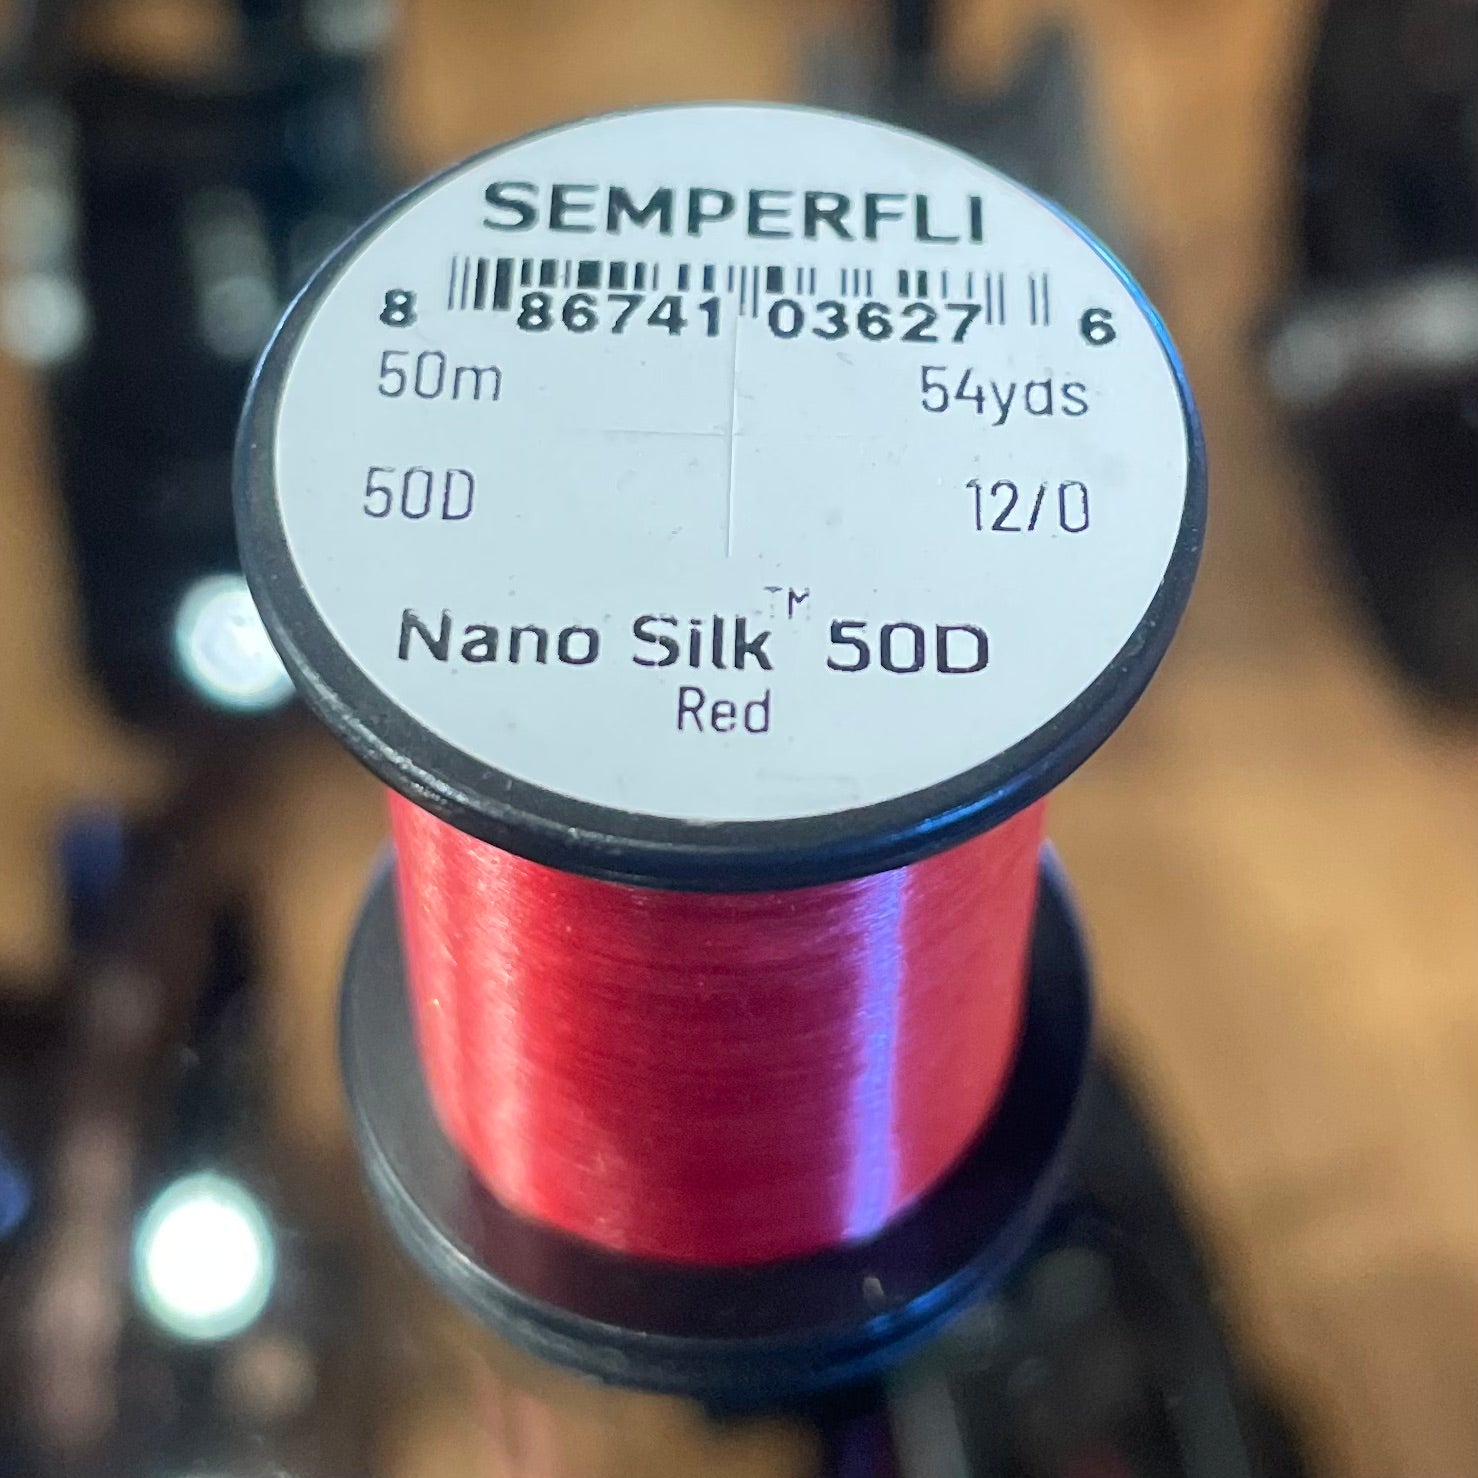 SEMPERFLI
8 86741 03627 6
50m 54yds
50D 12/0
Nano Silk™ 50D
Red